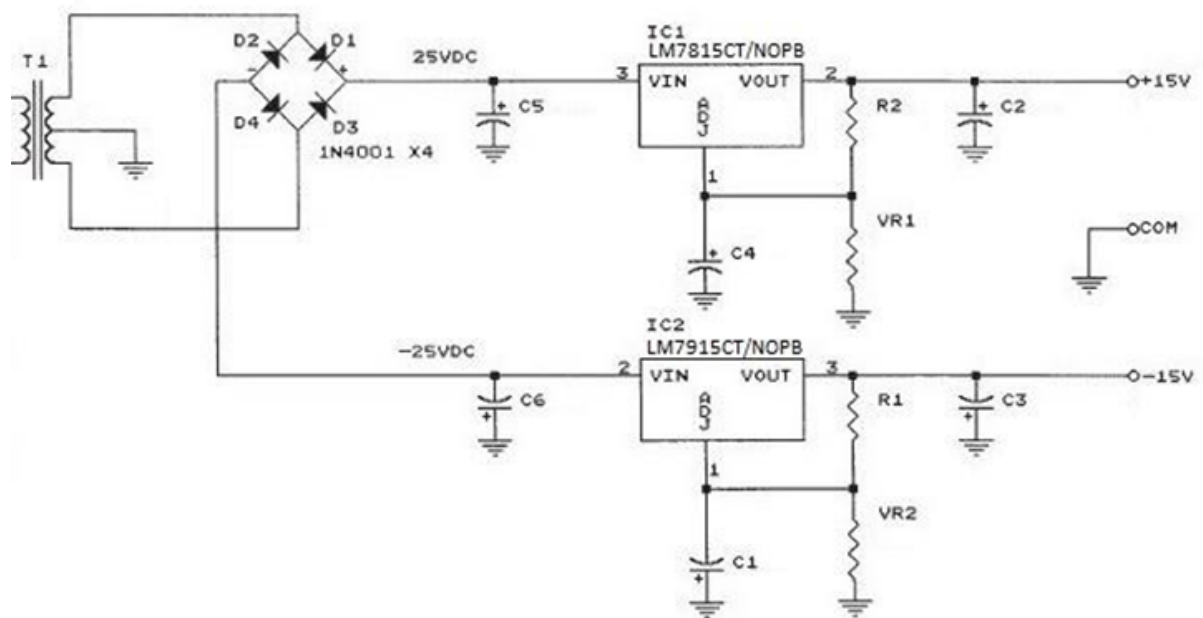 T1
D2
D1
-
+
D4
D3
1N4001 X4
25VDC
+
C5
IC1
LM7815CT/NOPB
3
VIN
VOUT
2
ADJ
1
R2
+
C2
+15V
VR1
+
C4
COM
-25VDC
C6
+
IC2
LM7915CT/NOPB
2
VIN
VOUT
3
ADJ
1
R1
C3
+
-15V
VR2
C1
+